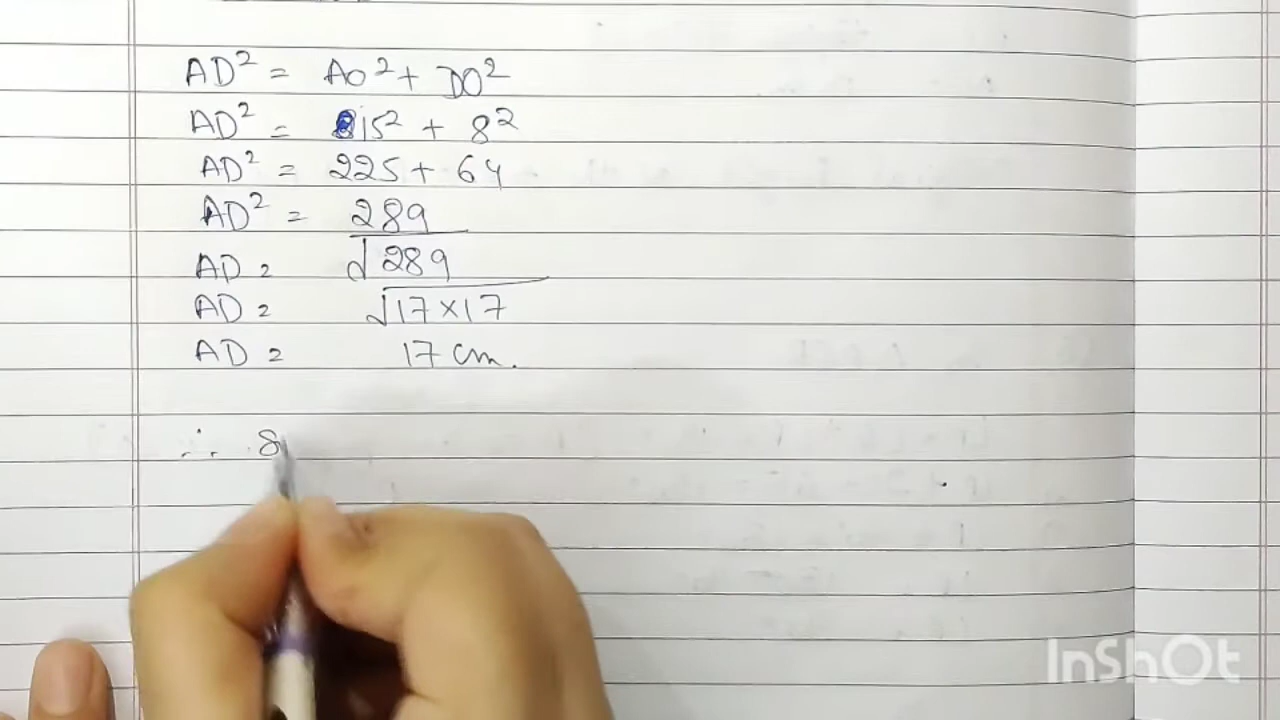 AD² = AO² + DO²
AD² = 15² + 8²
AD² = 225 + 64
AD² = 289
AD = √289
AD = √17×17
AD = 17 cm.
∴ 8
InShOt